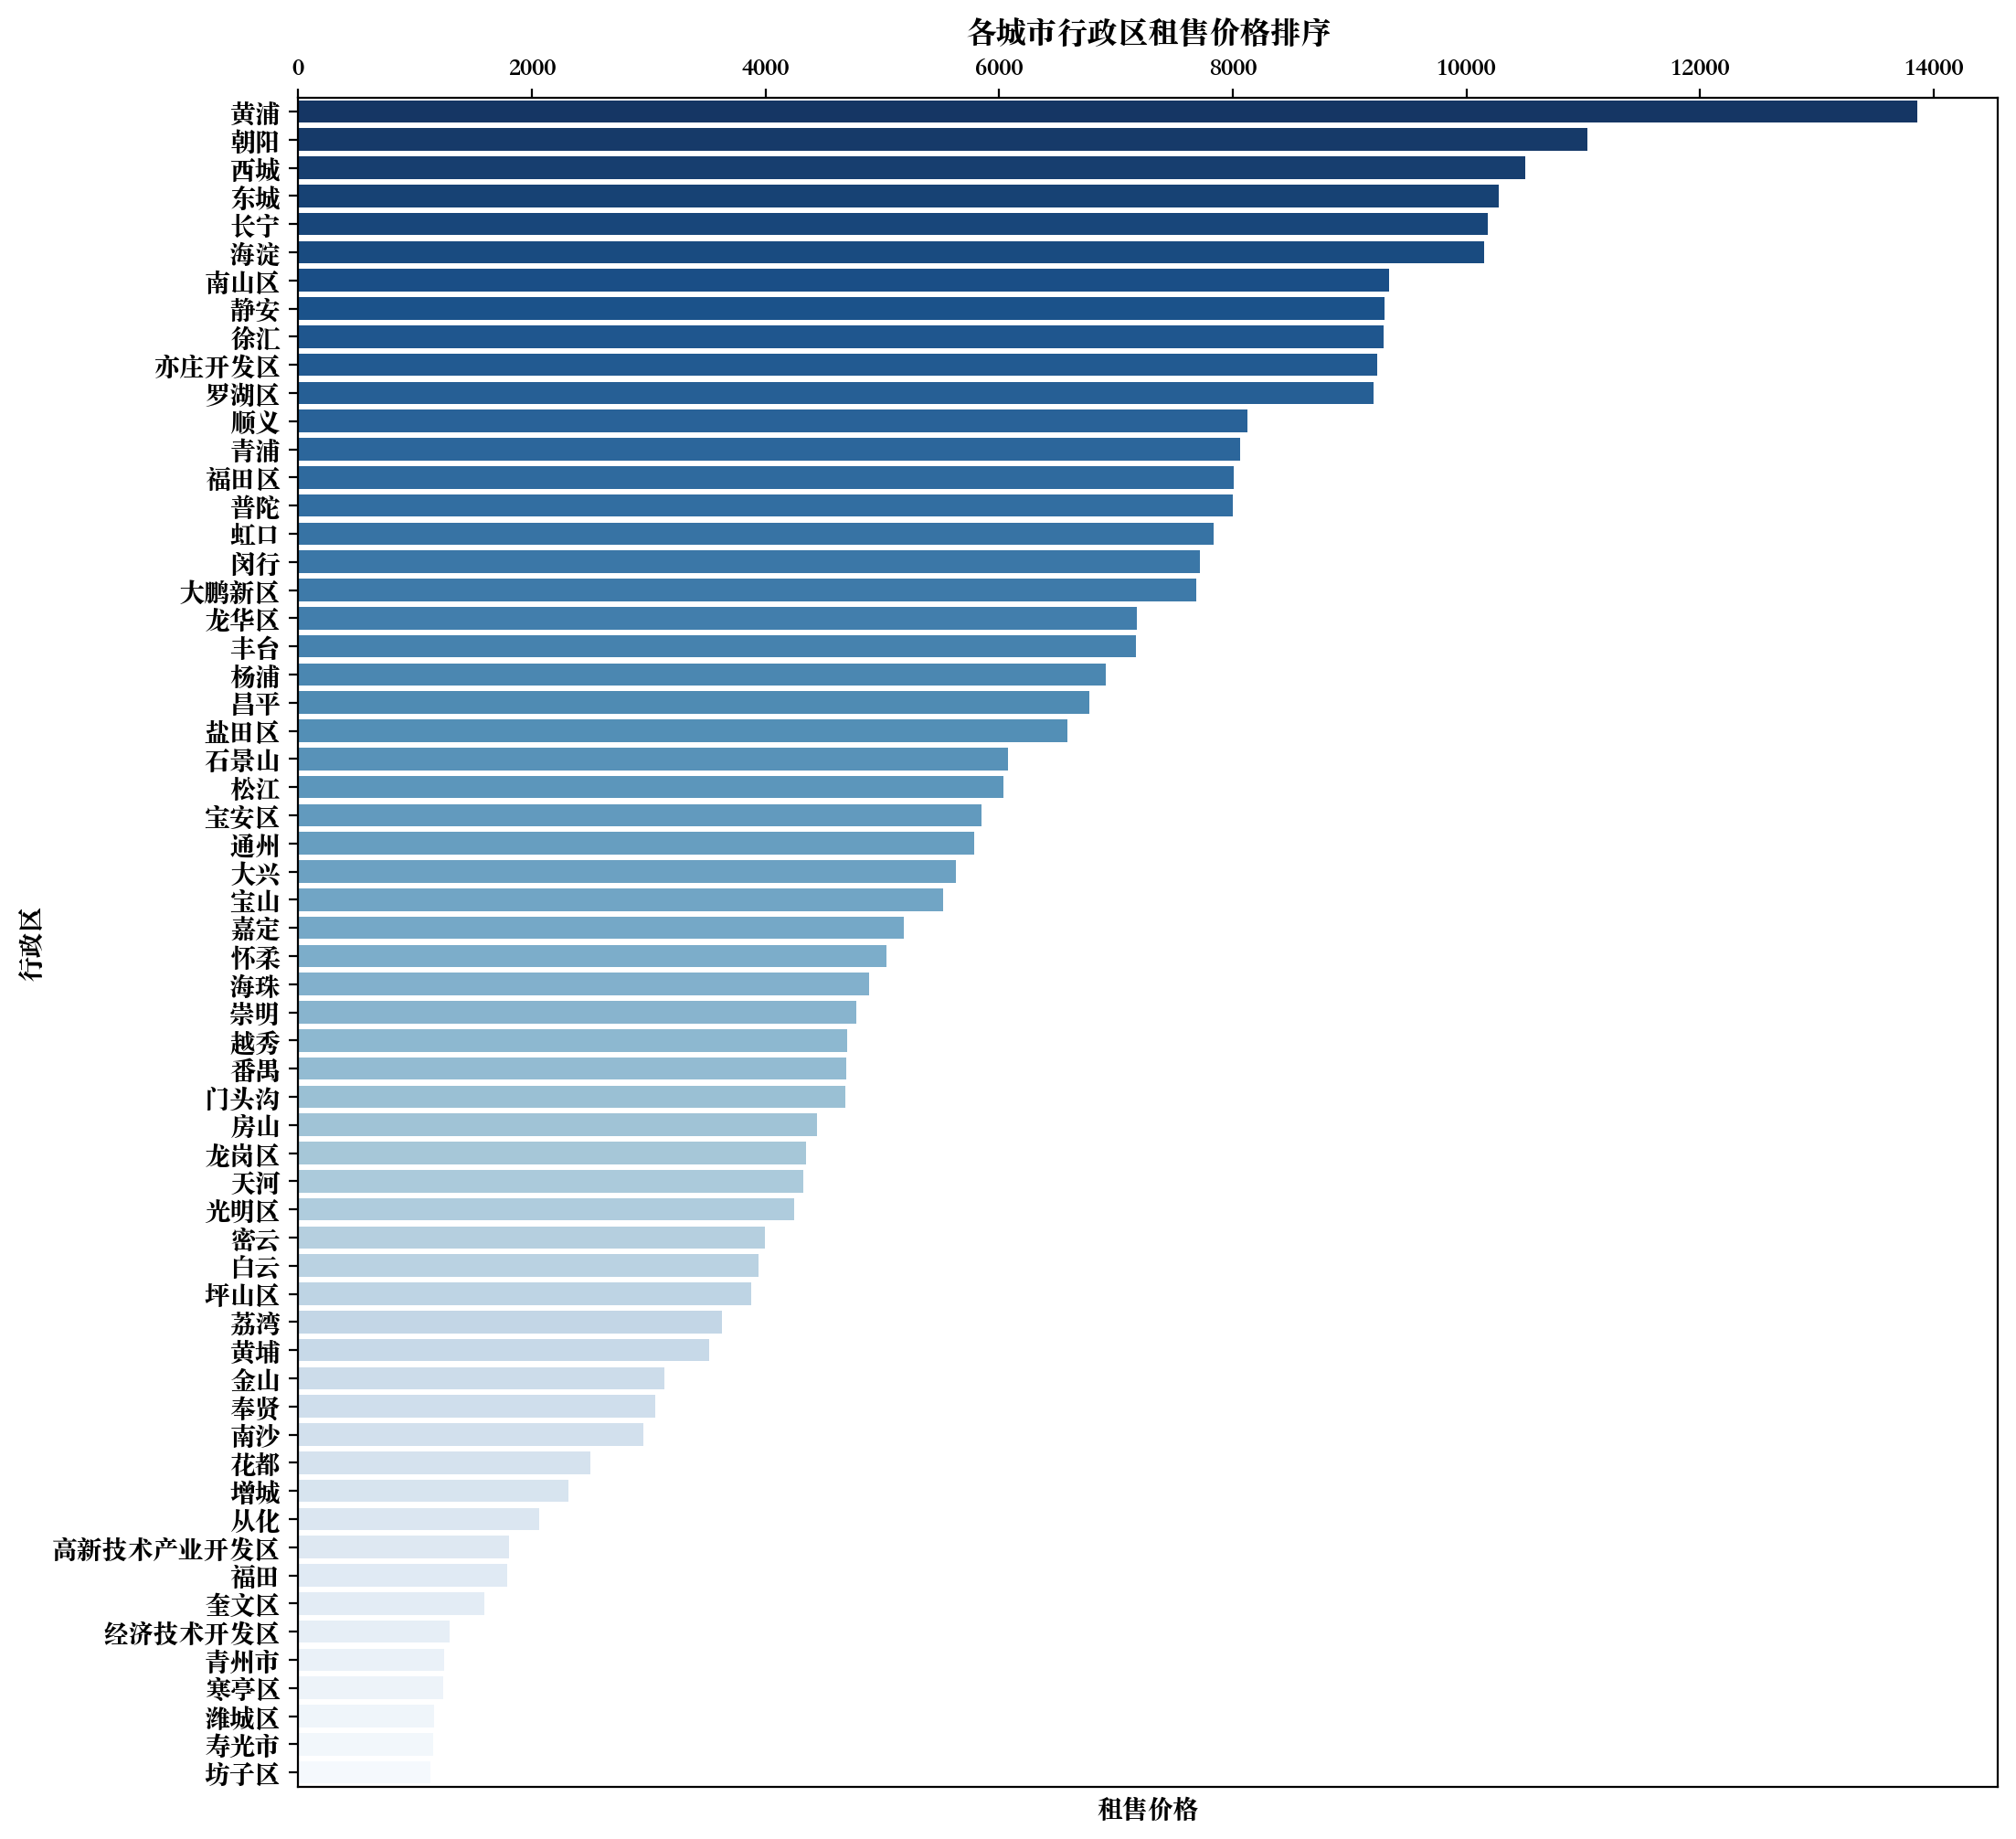 各城市行政区租售价格排序
0 2000 4000 6000 8000 10000 12000 14000
黄浦
朝阳
西城
东城
长宁
海淀
南山区
静安
徐汇
亦庄开发区
罗湖区
顺义
青浦
福田区
普陀
虹口
闵行
大鹏新区
龙华区
丰台
杨浦
昌平
盐田区
石景山
松江
宝安区
通州
大兴
宝山
嘉定
怀柔
海珠
崇明
越秀
番禺
门头沟
房山
龙岗区
天河
光明区
密云
白云
坪山区
荔湾
黄埔
金山
奉贤
南沙
花都
增城
从化
高新技术产业开发区
福田
奎文区
经济技术开发区
青州市
寒亭区
潍城区
寿光市
坊子区
行政区
租售价格